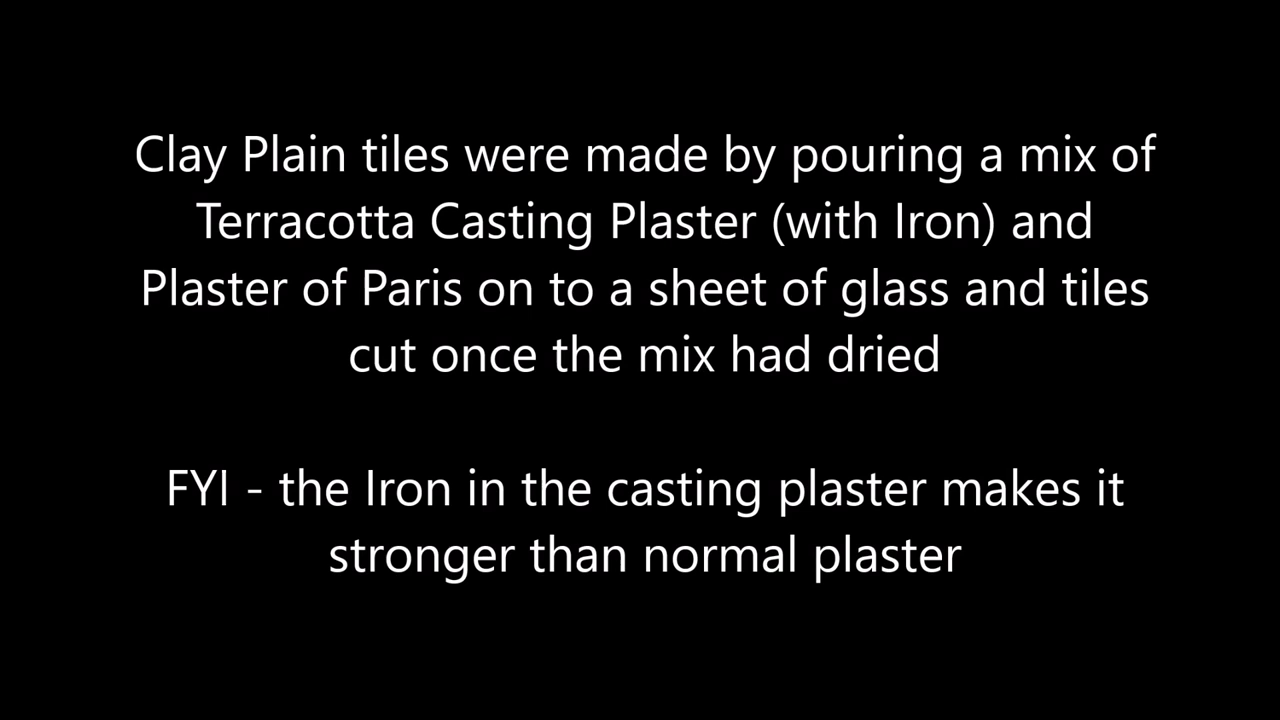 Clay Plain tiles were made by pouring a mix of
Terracotta Casting Plaster (with Iron) and
Plaster of Paris on to a sheet of glass and tiles
cut once the mix had dried
FYI - the Iron in the casting plaster makes it
stronger than normal plaster